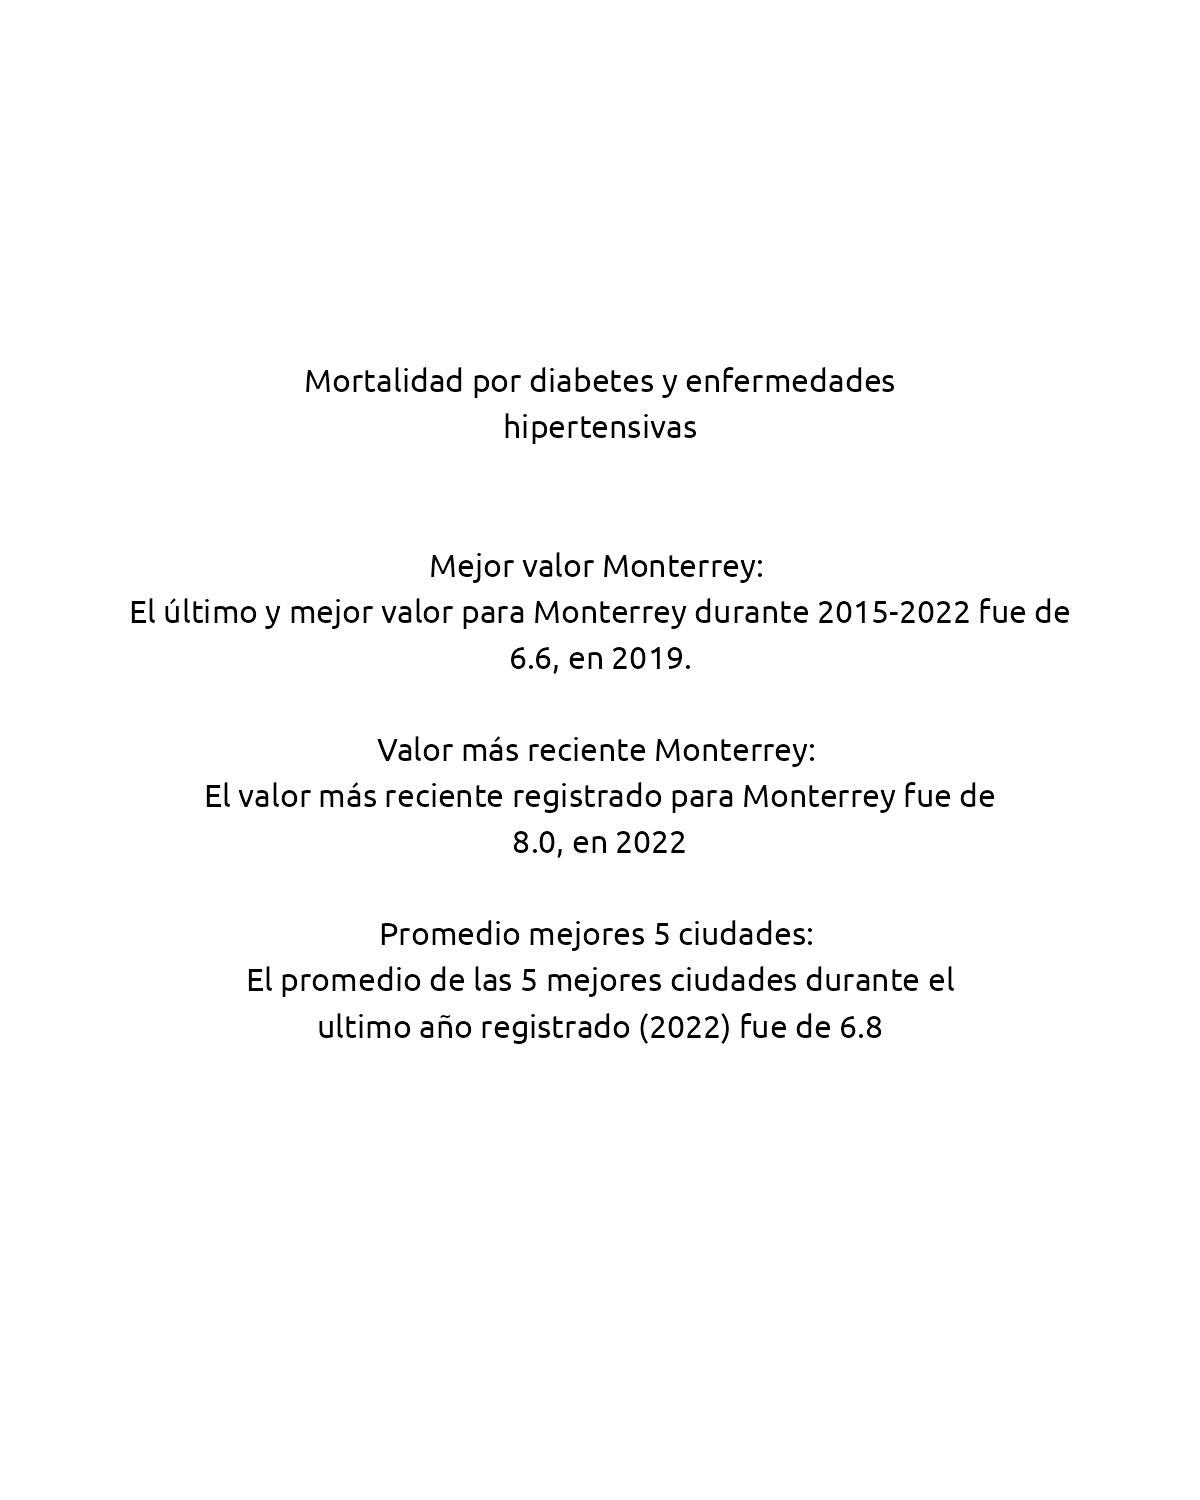 Mortalidad por diabetes y enfermedades
hipertensivas
Mejor valor Monterrey:
El último y mejor valor para Monterrey durante 2015-2022 fue de
6.6, en 2019.
Valor más reciente Monterrey:
El valor más reciente registrado para Monterrey fue de
8.0, en 2022
Promedio mejores 5 ciudades:
El promedio de las 5 mejores ciudades durante el
ultimo año registrado (2022) fue de 6.8